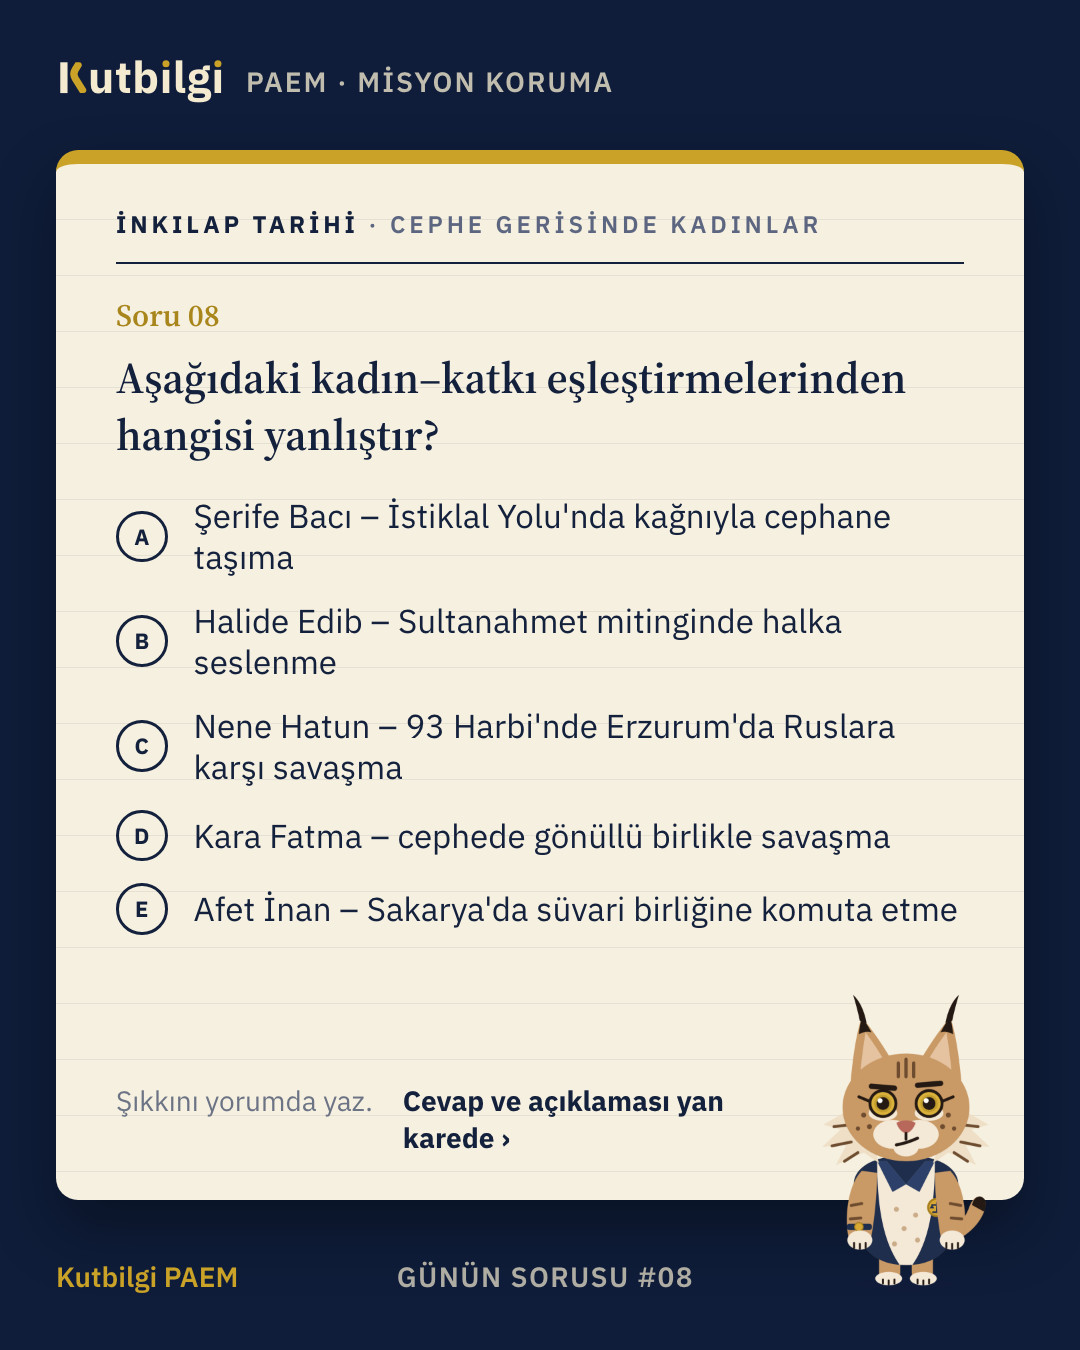 Kutbilgi PAEM · MİSYON KORUMA
İNKILAP TARİHİ · CEPHE GERİSİNDE KADINLAR
Soru 08
Aşağıdaki kadın–katkı eşleştirmelerinden
hangisi yanlıştır?
A Şerife Bacı – İstiklal Yolu'nda kağnıyla cephane
taşıma
B Halide Edib – Sultanahmet mitinginde halka
seslenme
C Nene Hatun – 93 Harbi'nde Erzurum'da Ruslara
karşı savaşma
D Kara Fatma – cephede gönüllü birlikle savaşma
E Afet İnan – Sakarya'da süvari birliğine komuta etme
Şıkkını yorumda yaz. Cevap ve açıklaması yan
karede ›
Kutbilgi PAEM GÜNÜN SORUSU #08